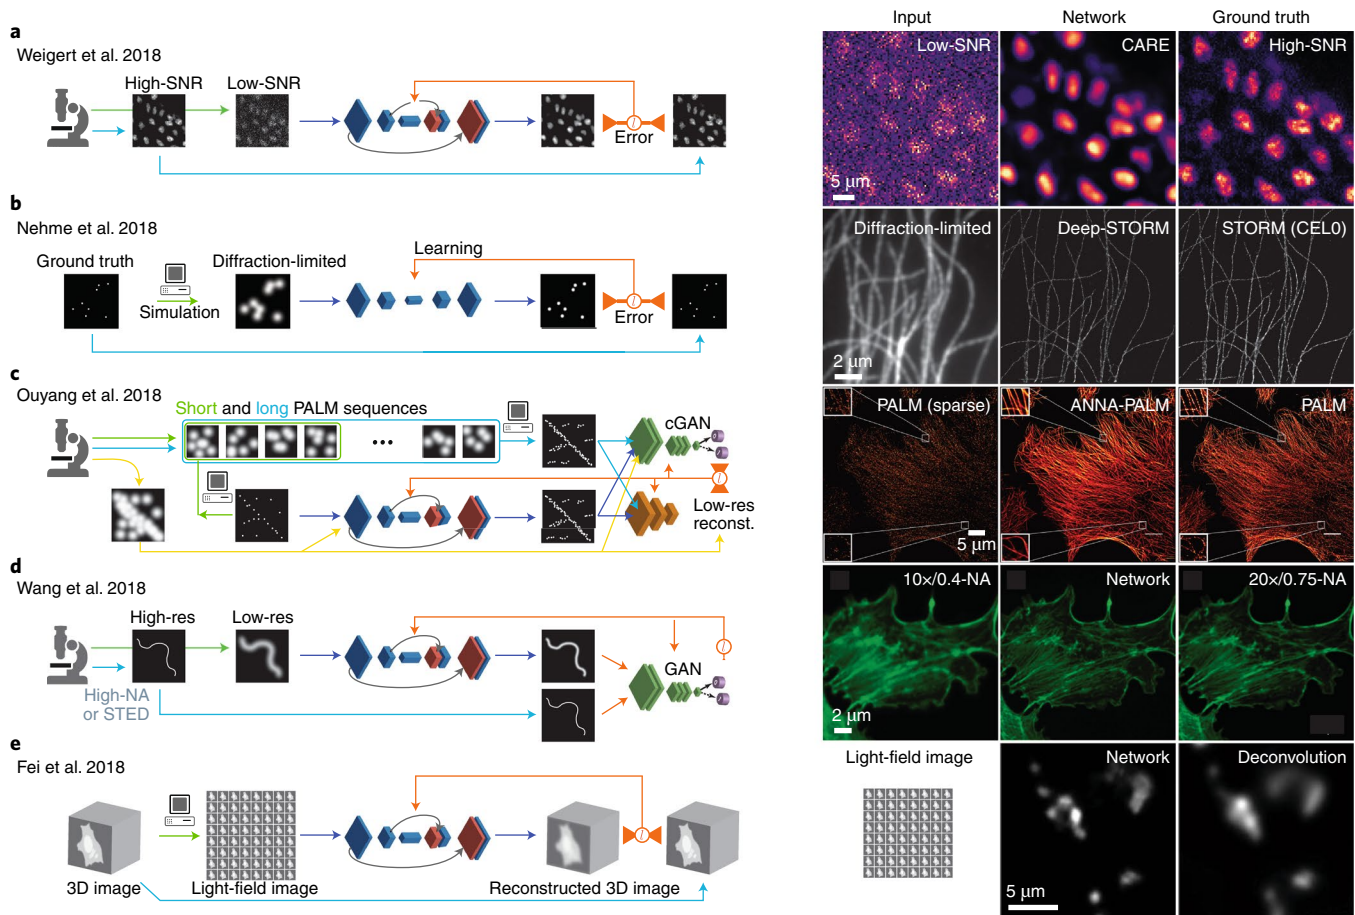 a
Weigert et al. 2018
High-SNR
Low-SNR
l
Error
b
Nehme et al. 2018
Ground truth
Simulation
Diffraction-limited
Learning
l
Error
c
Ouyang et al. 2018
Short and long PALM sequences
cGAN
l
Low-res
reconst.
d
Wang et al. 2018
High-res
Low-res
High-NA
or STED
l
GAN
e
Fei et al. 2018
l
3D image
Light-field image
Reconstructed 3D image
Input
Network
Ground truth
Low-SNR
CARE
High-SNR
5 μm
Diffraction-limited
Deep-STORM
STORM (CEL0)
2 μm
PALM (sparse)
ANNA-PALM
PALM
5 μm
10×/0.4-NA
Network
20×/0.75-NA
2 μm
Light-field image
Network
Deconvolution
5 μm